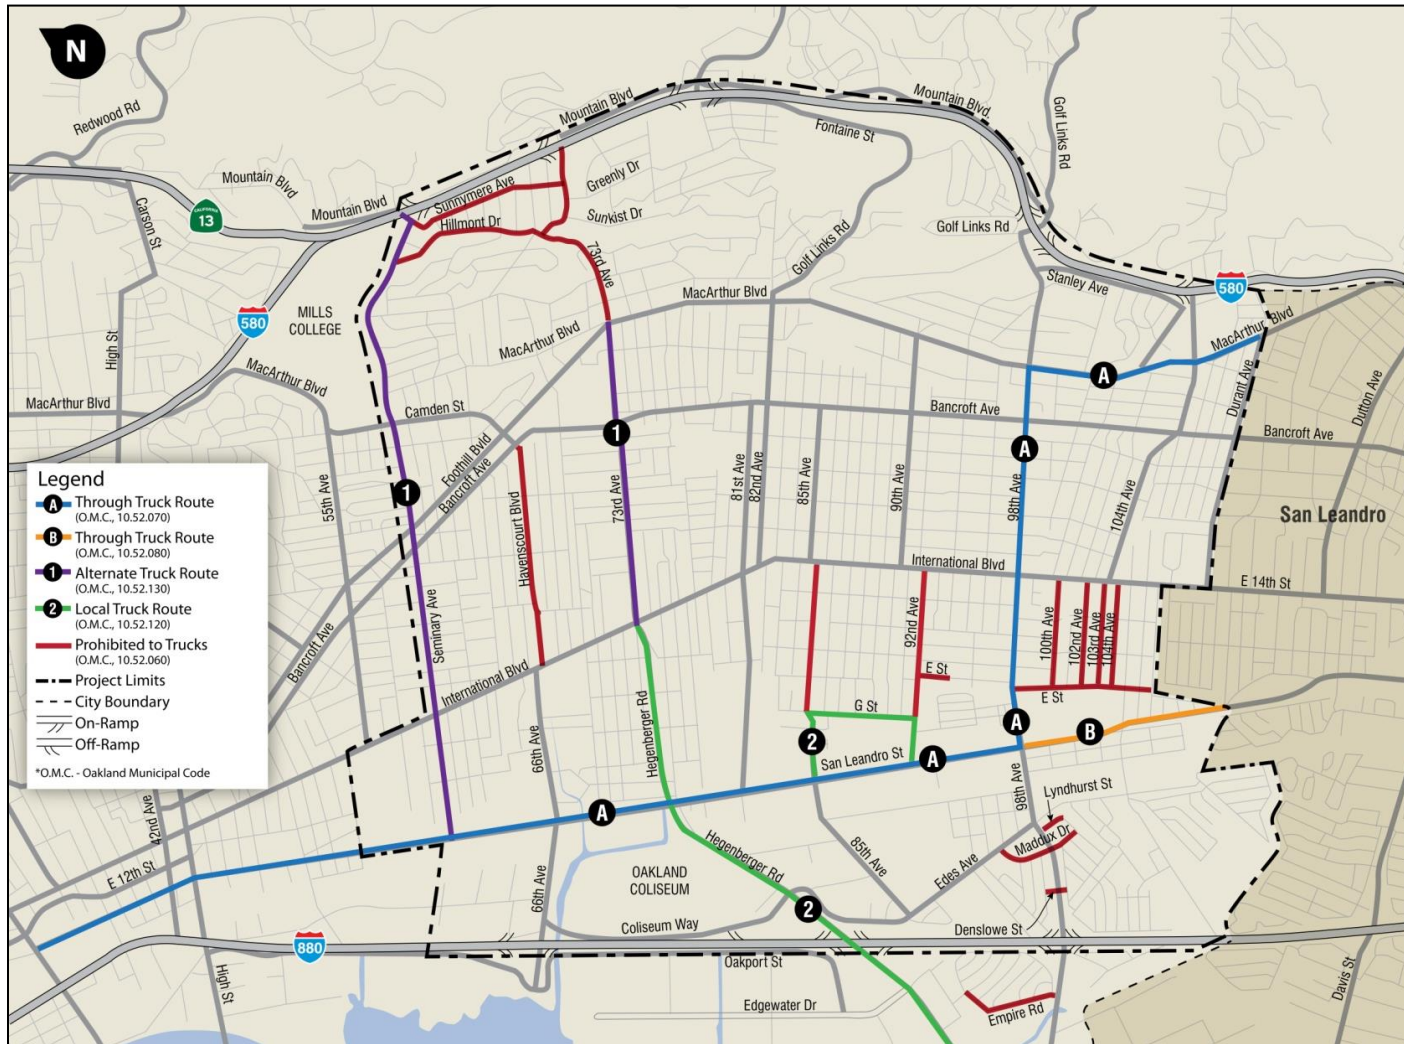 N
Redwood Rd
Mountain Blvd
Mountain Blvd
Mountain Blvd
Mountain Blvd.
Golf Links Rd
Fontaine St
Carson St
CALIFORNIA
13
Sunnymere Ave
Greenly Dr
Hillmont Dr
Sunkist Dr
73rd Ave
Golf Links Rd
Golf Links Rd
Stanley Ave
580
580
MILLS
COLLEGE
High St
MacArthur Blvd
MacArthur Blvd
MacArthur Blvd
MacArthur Blvd
MacArthur Blvd
A
Durant Ave
Dutton Ave
Camden St
Bancroft Ave
Bancroft Ave
1
A
Foothill Bvld
Bancroft Ave
1
55th Ave
Havenscourt Blvd
73rd Ave
81st Ave
82nd Ave
85th Ave
90th Ave
98th Ave
104th Ave
San Leandro
Legend
A Through Truck Route
(O.M.C., 10.52.070)
B Through Truck Route
(O.M.C., 10.52.080)
1 Alternate Truck Route
(O.M.C., 10.52.130)
2 Local Truck Route
(O.M.C., 10.52.120)
Prohibited to Trucks
(O.M.C., 10.52.060)
Project Limits
City Boundary
On-Ramp
Off-Ramp
*O.M.C. - Oakland Municipal Code
International Blvd
E 14th St
Seminary Ave
Bancroft Ave
International Blvd
92nd Ave
100th Ave
102nd Ave
103rd Ave
104th Ave
E St
E St
G St
Hegenberger Rd
66th Ave
2
A
B
San Leandro St
A
98th Ave
Lyndhurst St
A
42nd Ave
E 12th St
Maddux Dr
Hegenberger Rd
85th Ave
Edes Ave
OAKLAND
COLISEUM
66th Ave
2
Coliseum Way
Denslowe St
880
Oakport St
High St
Edgewater Dr
Empire Rd
Davis St